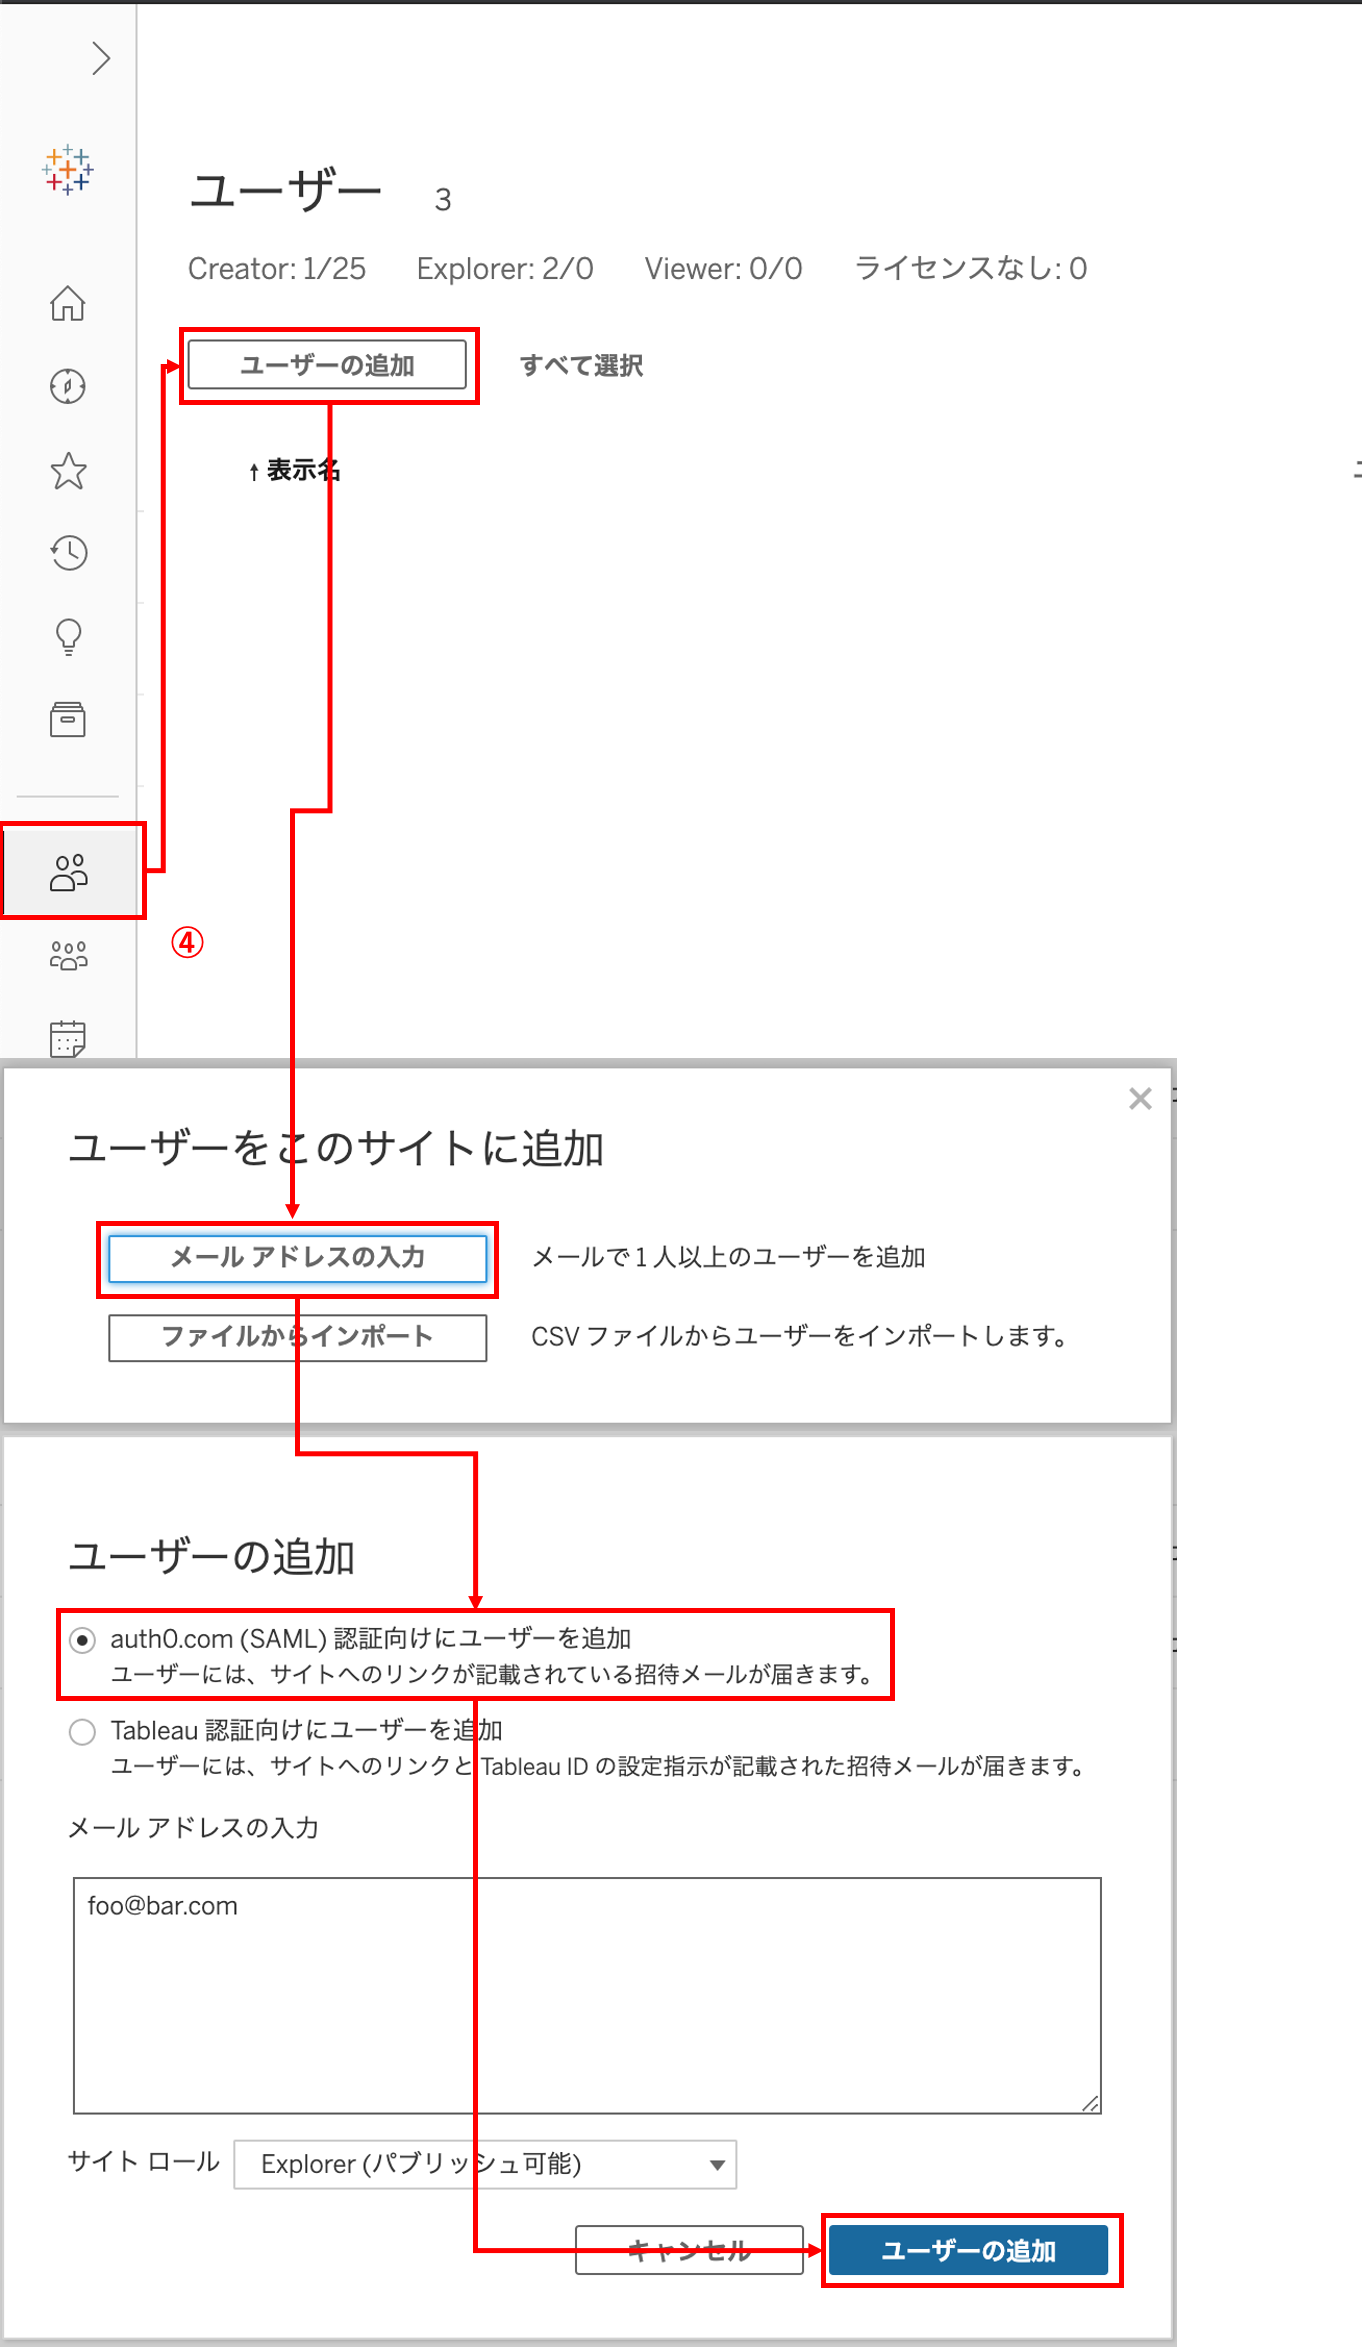 ユーザー 3
Creator: 1/25 Explorer: 2/0 Viewer: 0/0 ライセンスなし: 0
ユーザーの追加 すべて選択
↑ 表示名
④
ユーザーをこのサイトに追加
メール アドレスの入力 メールで 1 人以上のユーザーを追加
ファイルからインポート CSV ファイルからユーザーをインポートします。
ユーザーの追加
auth0.com (SAML) 認証向けにユーザーを追加
ユーザーには、サイトへのリンクが記載されている招待メールが届きます。
Tableau 認証向けにユーザーを追加
ユーザーには、サイトへのリンクと Tableau ID の設定指示が記載された招待メールが届きます。
メール アドレスの入力
foo@bar.com
サイト ロール Explorer (パブリッシュ可能)
キャンセル ユーザーの追加